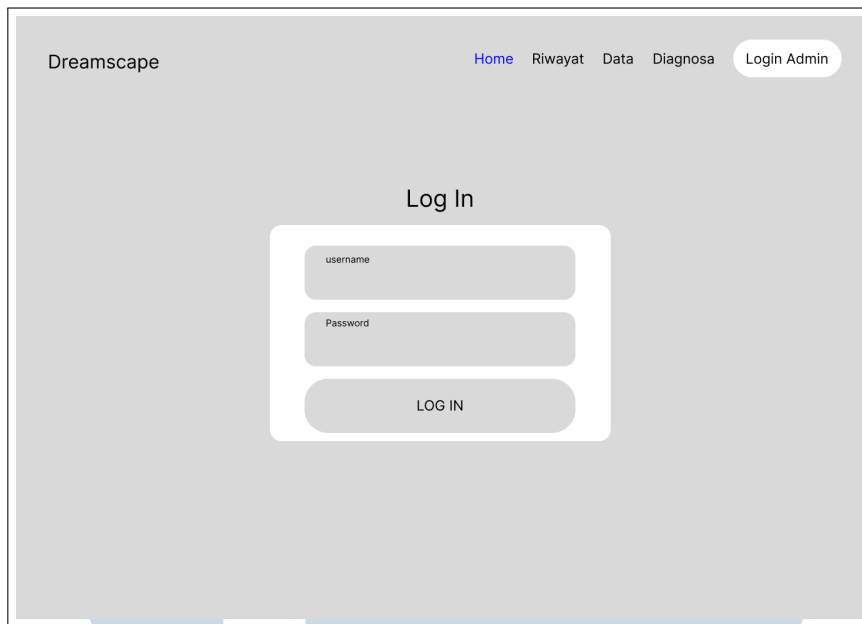 Dreamscape
Home Riwayat Data Diagnosa Login Admin
Log In
username
Password
LOG IN